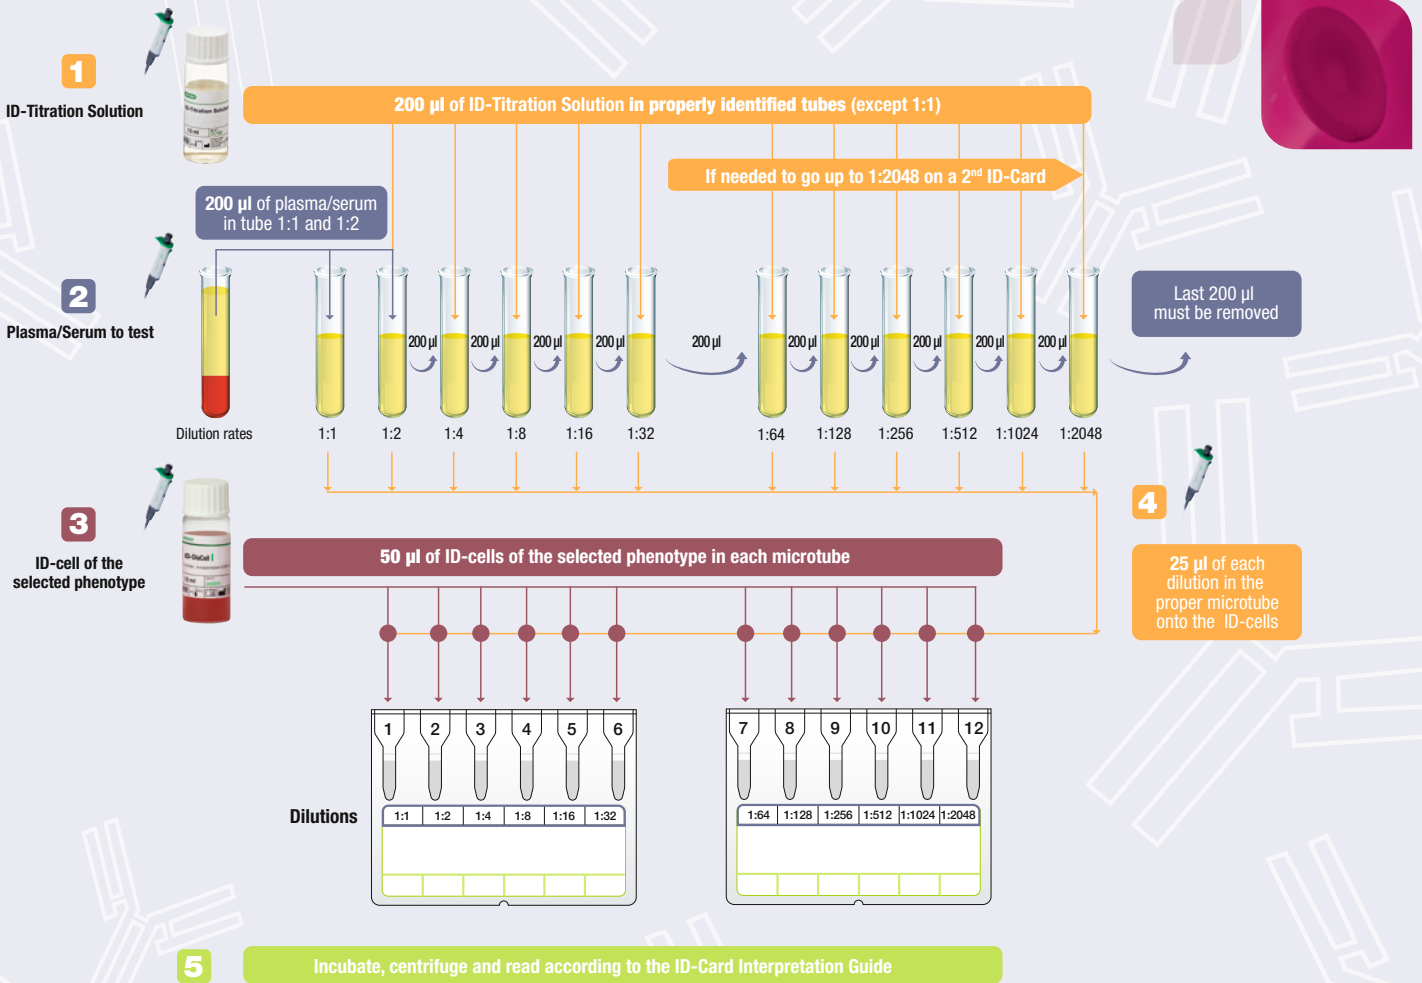 1
ID-Titration Solution
200 µl of ID-Titration Solution in properly identified tubes (except 1:1)
If needed to go up to 1:2048 on a 2nd ID-Card
200 µl of plasma/serum
in tube 1:1 and 1:2
2
Plasma/Serum to test
200 µl 200 µl 200 µl 200 µl 200 µl 200 µl 200 µl 200 µl 200 µl 200 µl
Last 200 µl
must be removed
Dilution rates 1:1 1:2 1:4 1:8 1:16 1:32 1:64 1:128 1:256 1:512 1:1024 1:2048
3
ID-cell of the
selected phenotype
ID-DiaCell I
50 µl of ID-cells of the selected phenotype in each microtube
4
25 µl of each
dilution in the
proper microtube
onto the ID-cells
1 2 3 4 5 6 7 8 9 10 11 12
Dilutions 1:1 1:2 1:4 1:8 1:16 1:32 1:64 1:128 1:256 1:512 1:1024 1:2048
5
Incubate, centrifuge and read according to the ID-Card Interpretation Guide